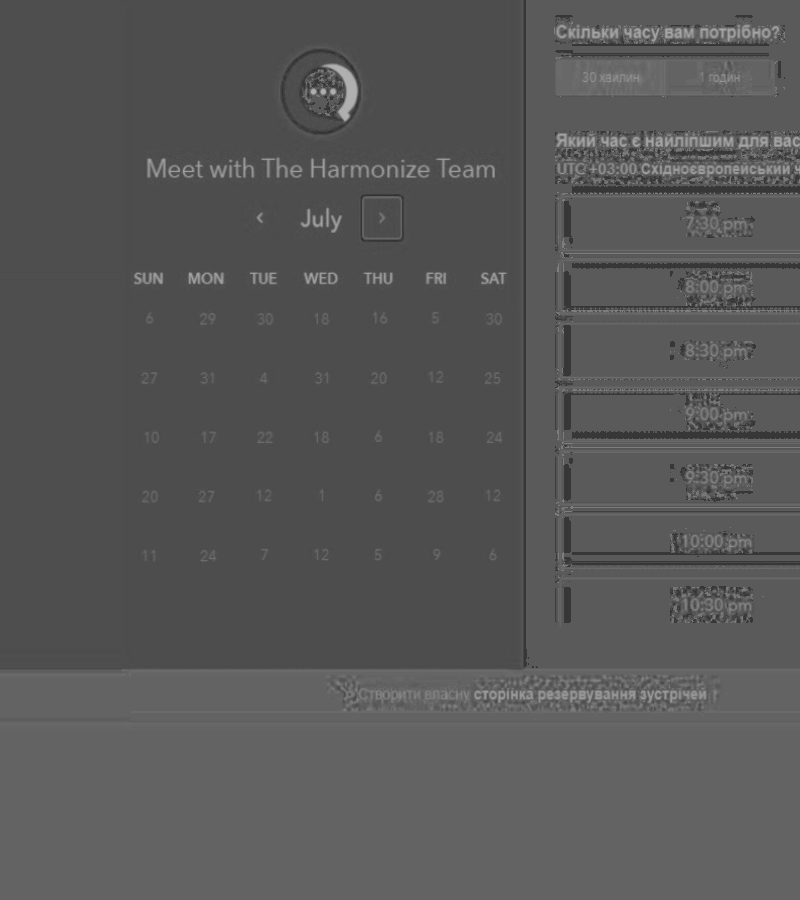 Meet with The Harmonize Team
July
SUN MON TUE WED THU FRI SAT
6 29 30 18 16 5 30
27 31 4 31 20 12 25
10 17 22 18 6 18 24
20 27 12 1 6 28 12
11 24 7 12 5 9 6
Скільки часу вам потрібно?
30 хвилин 1 годин
Який час є найліпшим для вас
UTC +03:00 Східноєвропейський
7:30 pm
8:00 pm
8:30 pm
9:00 pm
9:30 pm
10:00 pm
10:30 pm
Створити власну сторінка резервування зустрічей